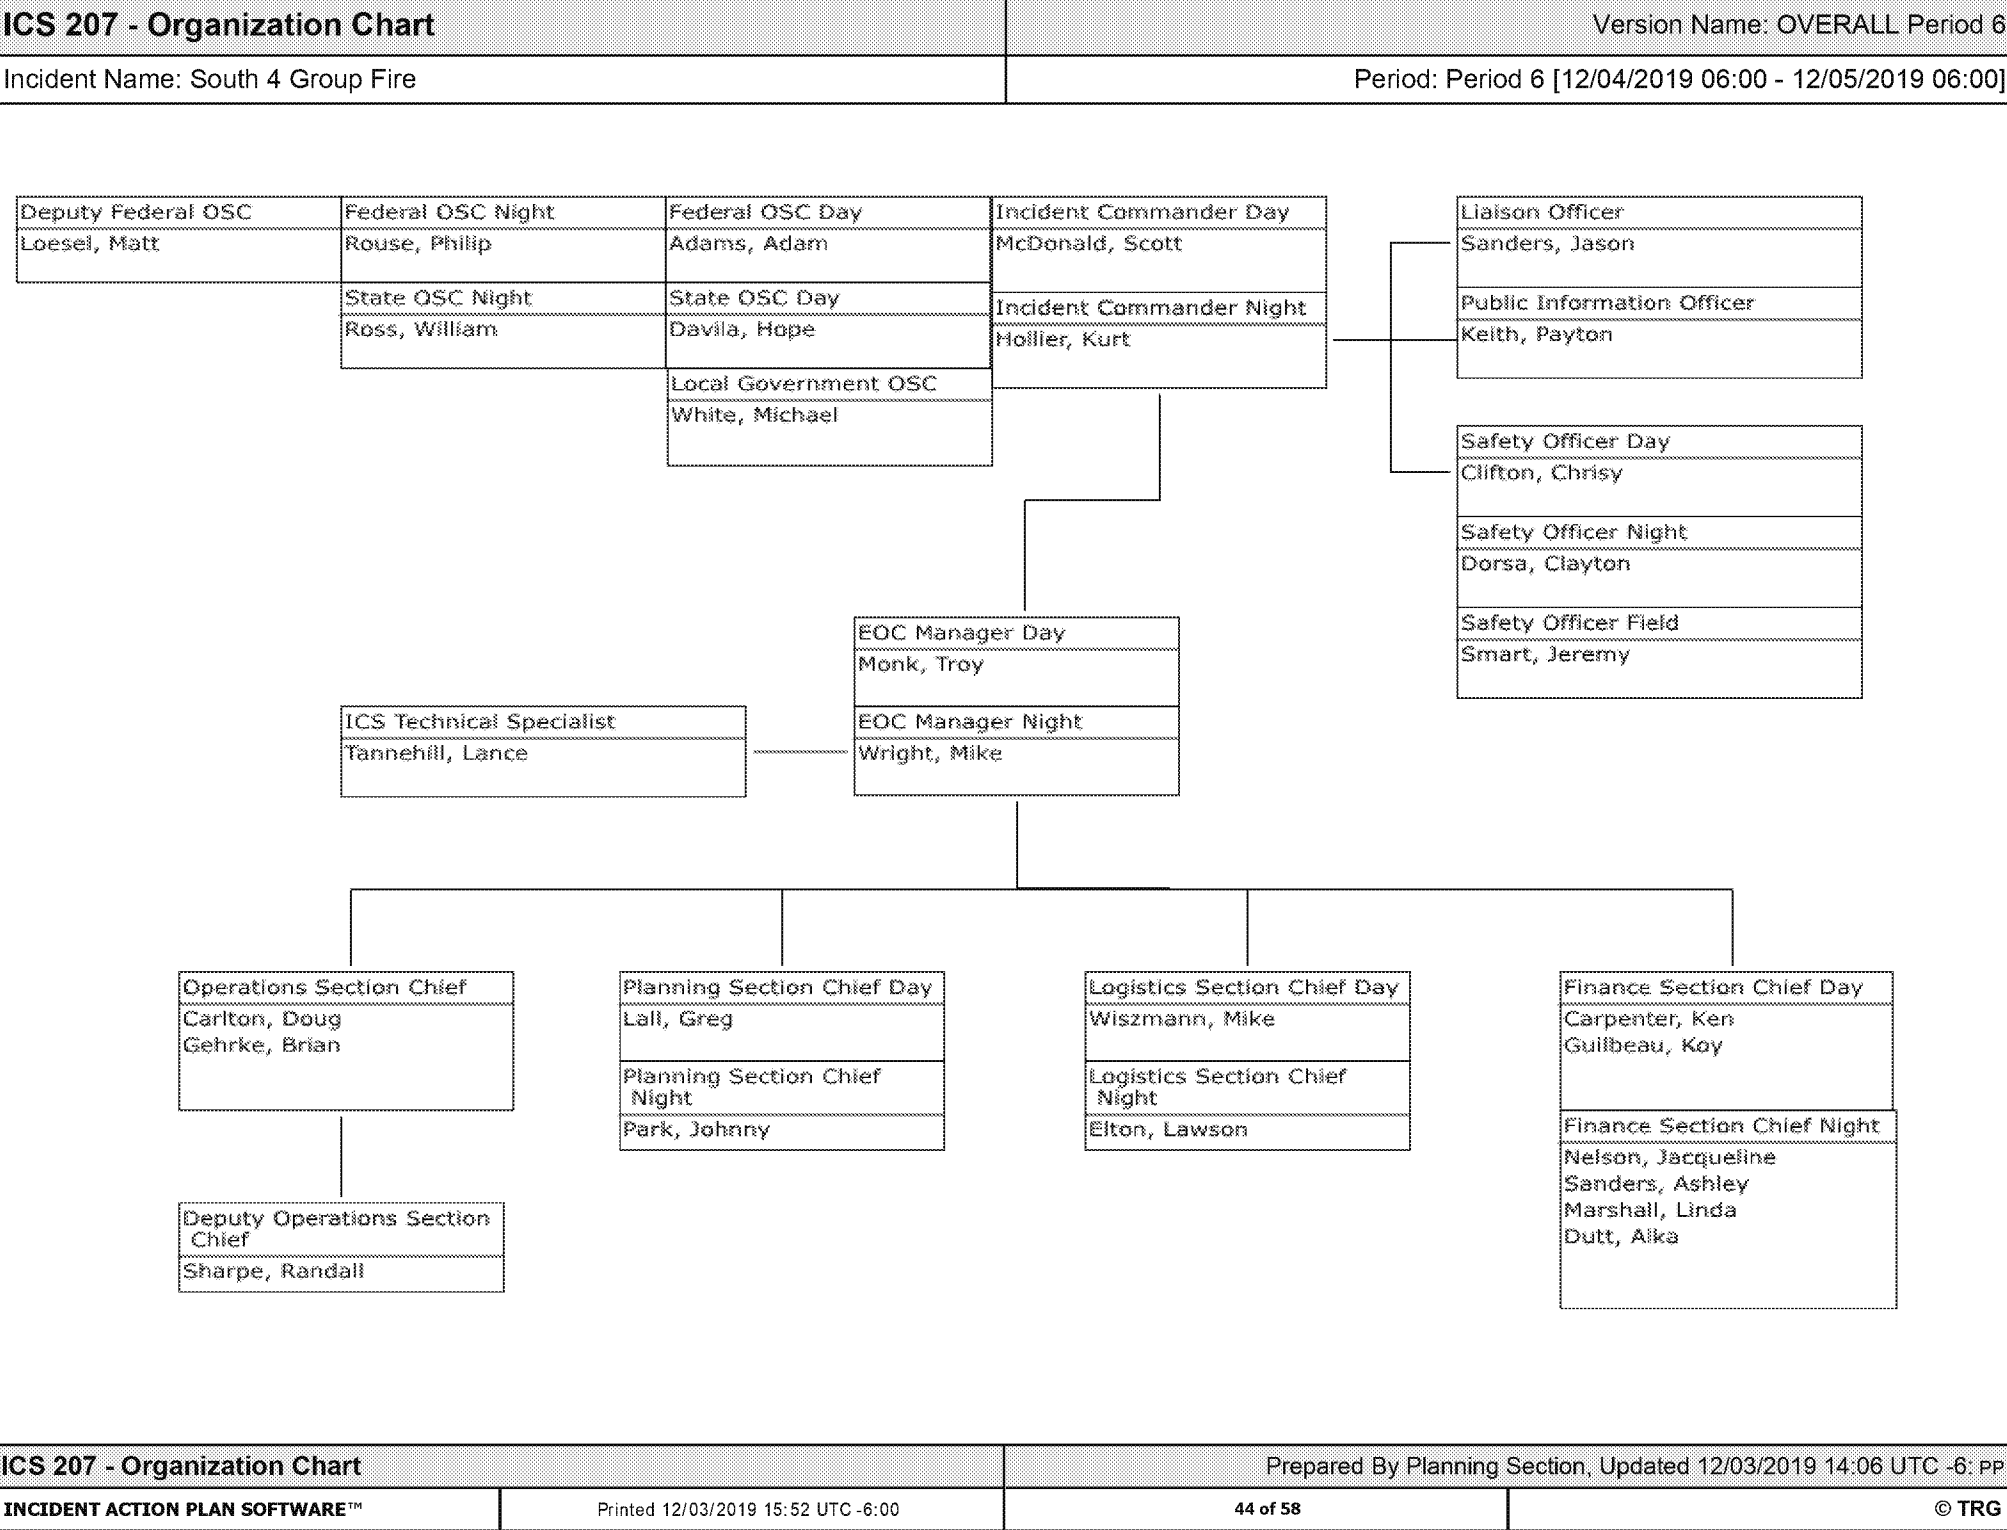 ICS 207 - Organization Chart
Version Name: OVERALL Period 6
Incident Name: South 4 Group Fire
Period: Period 6 [12/04/2019 06:00 - 12/05/2019 06:00]
Deputy Federal OSC
Loesel, Matt
Federal OSC Night
Rouse, Philip
State OSC Night
Ross, William
Federal OSC Day
Adams, Adam
State OSC Day
Davila, Hope
Local Government OSC
White, Michael
Incident Commander Day
McDonald, Scott
Incident Commander Night
Hollier, Kurt
Liaison Officer
Sanders, Jason
Public Information Officer
Keith, Payton
Safety Officer Day
Clifton, Chrisy
Safety Officer Night
Dorsa, Clayton
Safety Officer Field
Smart, Jeremy
EOC Manager Day
Monk, Troy
EOC Manager Night
Wright, Mike
ICS Technical Specialist
Tannehill, Lance
Operations Section Chief
Carlton, Doug
Gehrke, Brian
Deputy Operations Section
Chief
Sharpe, Randall
Planning Section Chief Day
Lall, Greg
Planning Section Chief
Night
Park, Johnny
Logistics Section Chief Day
Wiszmann, Mike
Logistics Section Chief
Night
Elton, Lawson
Finance Section Chief Day
Carpenter, Ken
Guilbeau, Koy
Finance Section Chief Night
Nelson, Jacqueline
Sanders, Ashley
Marshall, Linda
Dutt, Alka
ICS 207 - Organization Chart
Prepared By Planning Section, Updated 12/03/2019 14:06 UTC -6: PP
INCIDENT ACTION PLAN SOFTWARE™
Printed 12/03/2019 15:52 UTC -6:00
44 of 58
© TRG